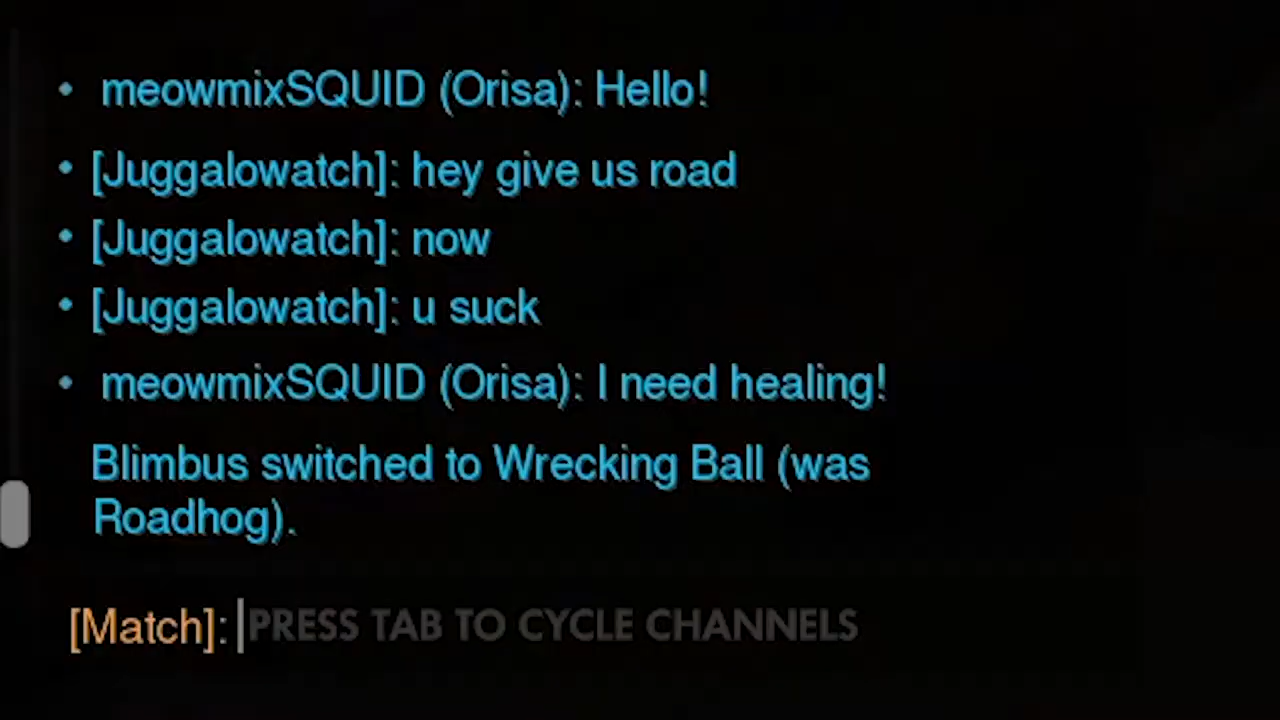 • meowmixSQUID (Orisa): Hello!
• [Juggalowatch]: hey give us road
• [Juggalowatch]: now
• [Juggalowatch]: u suck
• meowmixSQUID (Orisa): I need healing!
Blimbus switched to Wrecking Ball (was
Roadhog).
[Match]: PRESS TAB TO CYCLE CHANNELS